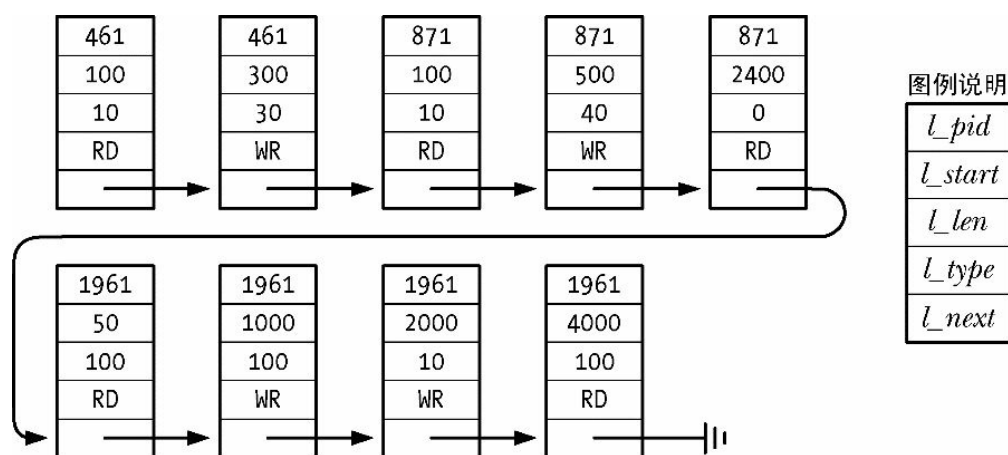 461 461 871 871 871
100 300 100 500 2400
10 30 10 40 0
RD WR RD WR RD
图例说明
l_pid
l_start
l_len
l_type
l_next
1961 1961 1961 1961
50 1000 2000 4000
100 100 10 100
RD WR WR RD